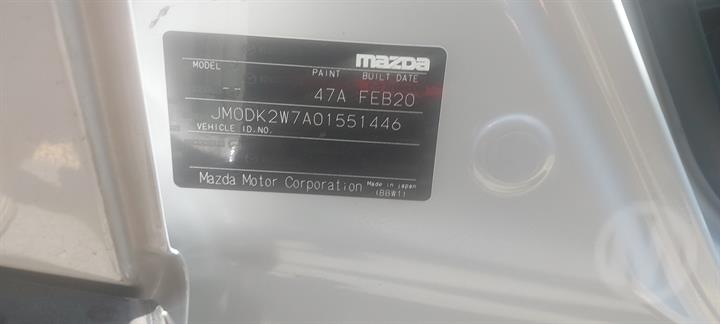 mazda
MODEL PAINT BUILT DATE
-- 47A FEB20
JM0DK2W7A01551446
VEHICLE ID.NO.
Mazda Motor Corporation Made in Japan
(BBW1)
M